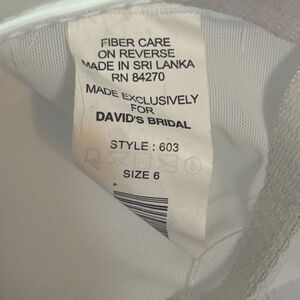 FIBER CARE
ON REVERSE
MADE IN SRI LANKA
RN 84270
MADE EXCLUSIVELY
FOR
DAVID'S BRIDAL
STYLE : 603
SIZE 6